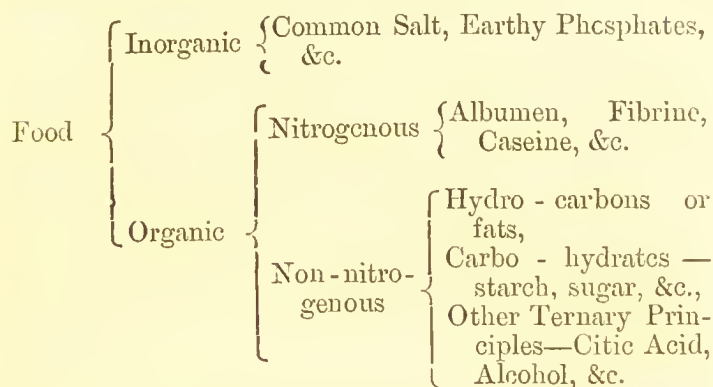 Inorganic Common Salt, Earthy Phcsphates,
&c.
Food
Nitrogenous Albumen, Fibrine,
Caseine, &c.
Organic
Hydro - carbons or
fats,
Carbo - hydrates —
Non-nitro- starch, sugar, &c.,
genous Other Ternary Prin-
ciples—Citic Acid,
Alcohol, &c.